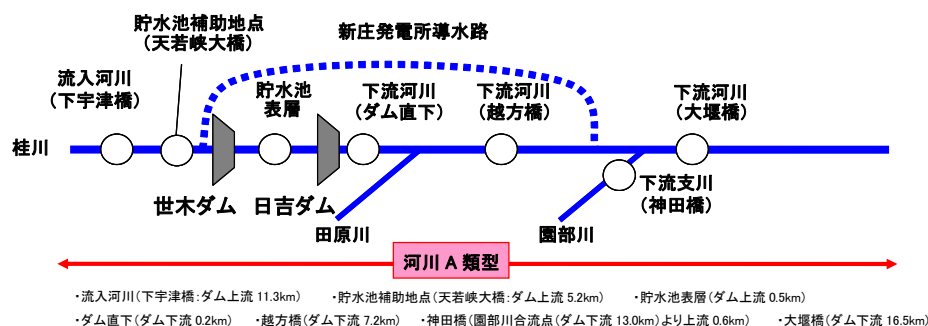 貯水池補助地点
(天若峡大橋)
新庄発電所導水路
流入河川
(下宇津橋)
貯水池
表層
下流河川
(ダム直下)
下流河川
(越方橋)
下流河川
(大堰橋)
桂川
世木ダム
日吉ダム
下流支川
(神田橋)
田原川
園部川
河川 A 類型
・流入河川(下宇津橋:ダム上流 11.3km) ・貯水池補助地点(天若峡大橋:ダム上流 5.2km) ・貯水池表層(ダム上流 0.5km)
・ダム直下(ダム下流 0.2km) ・越方橋(ダム下流 7.2km) ・神田橋(園部川合流点(ダム下流 13.0km)より上流 0.6km) ・大堰橋(ダム下流 16.5km)